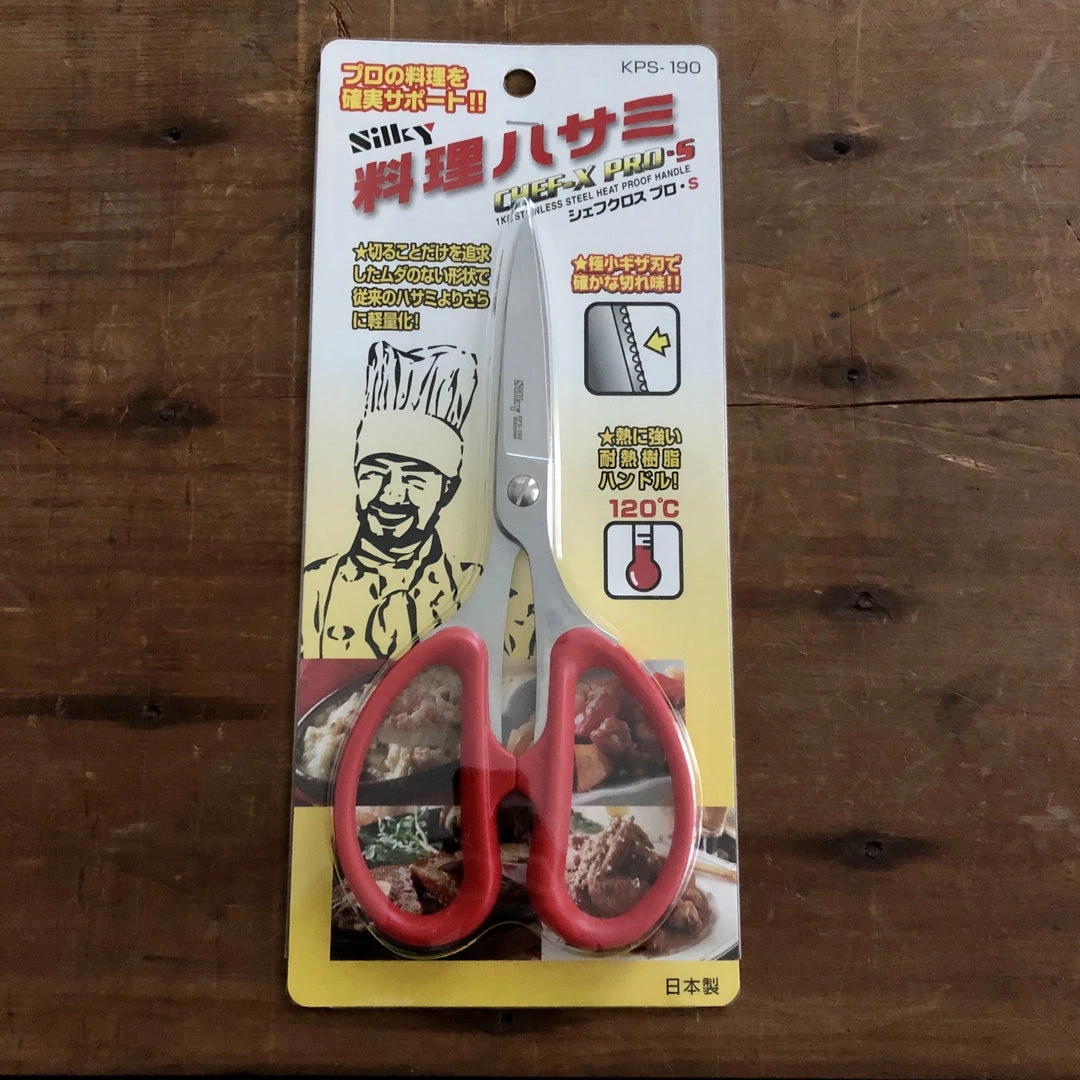 プロの料理を
確実サポート!!
KPS-190
Silky
料理ハサミ
CHEF-X PRO・S
STAINLESS STEEL HEAT PROOF HANDLE
シェフクロス プロ・S
★切ることだけを追求
したムダのない形状で
従来のハサミよりさら
に軽量化!
★極小ギザ刃で
確かな切れ味!!
★熱に強い
耐熱樹脂
ハンドル!
120℃
Silky
KPS-190
日本製